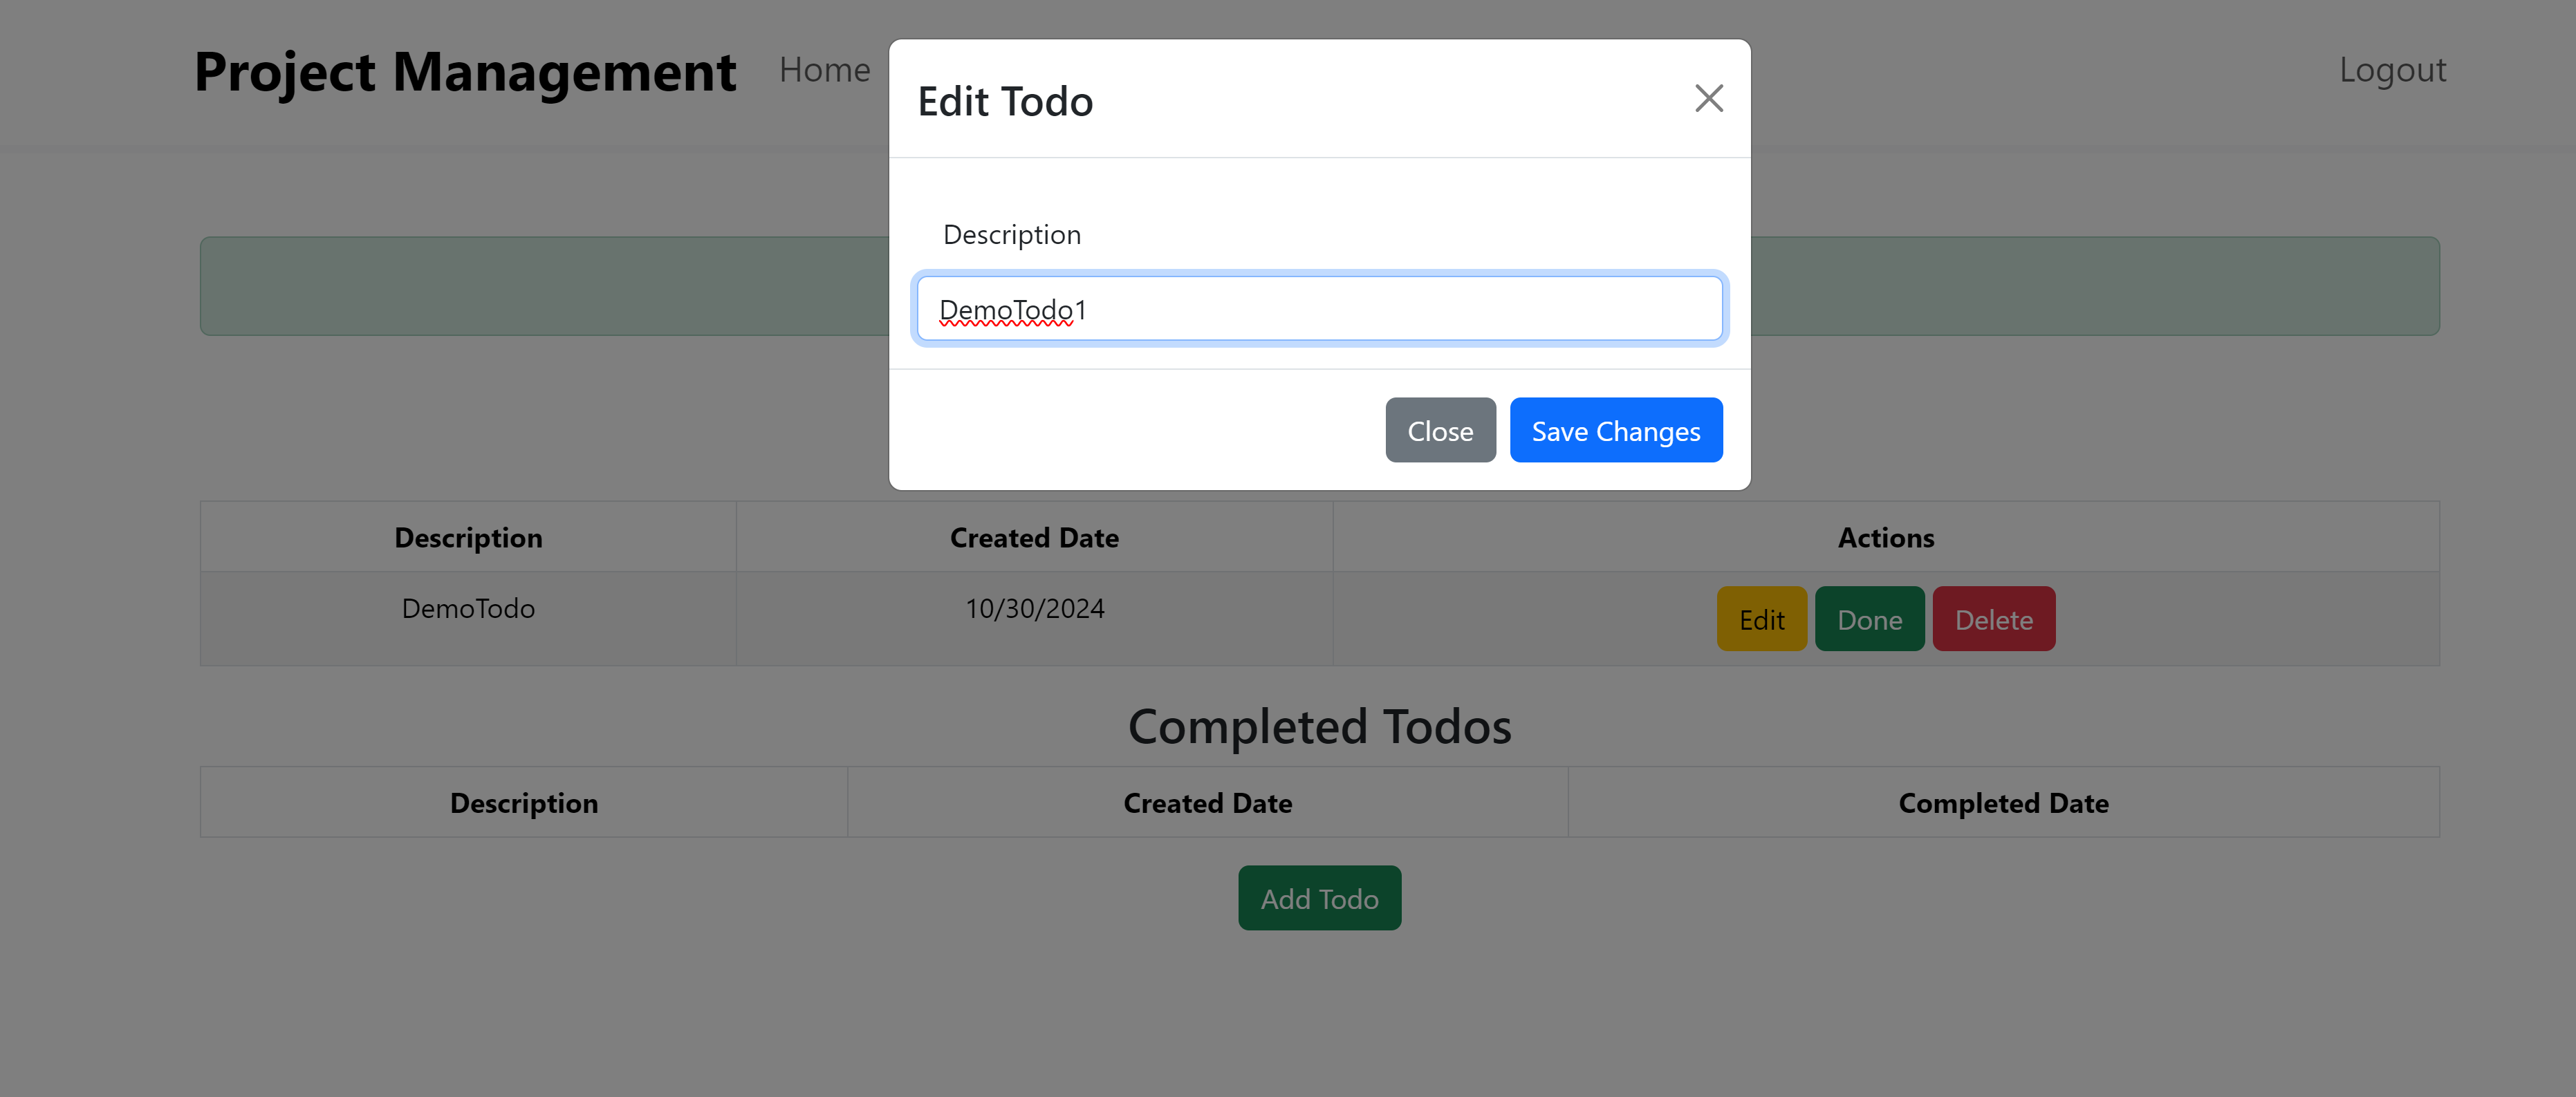 Project Management Home Logout
Edit Todo
Description
DemoTodo1
Close Save Changes
Description Created Date Actions
DemoTodo 10/30/2024 Edit Done Delete
Completed Todos
Description Created Date Completed Date
Add Todo